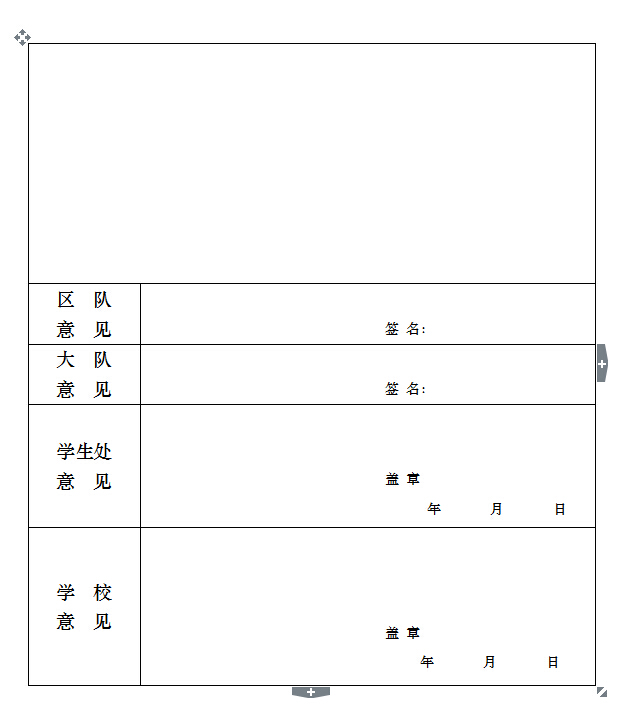 区 队
意 见
签 名：
大 队
意 见
签 名：
学生处
意 见
盖 章
年 月 日
学 校
意 见
盖 章
年 月 日